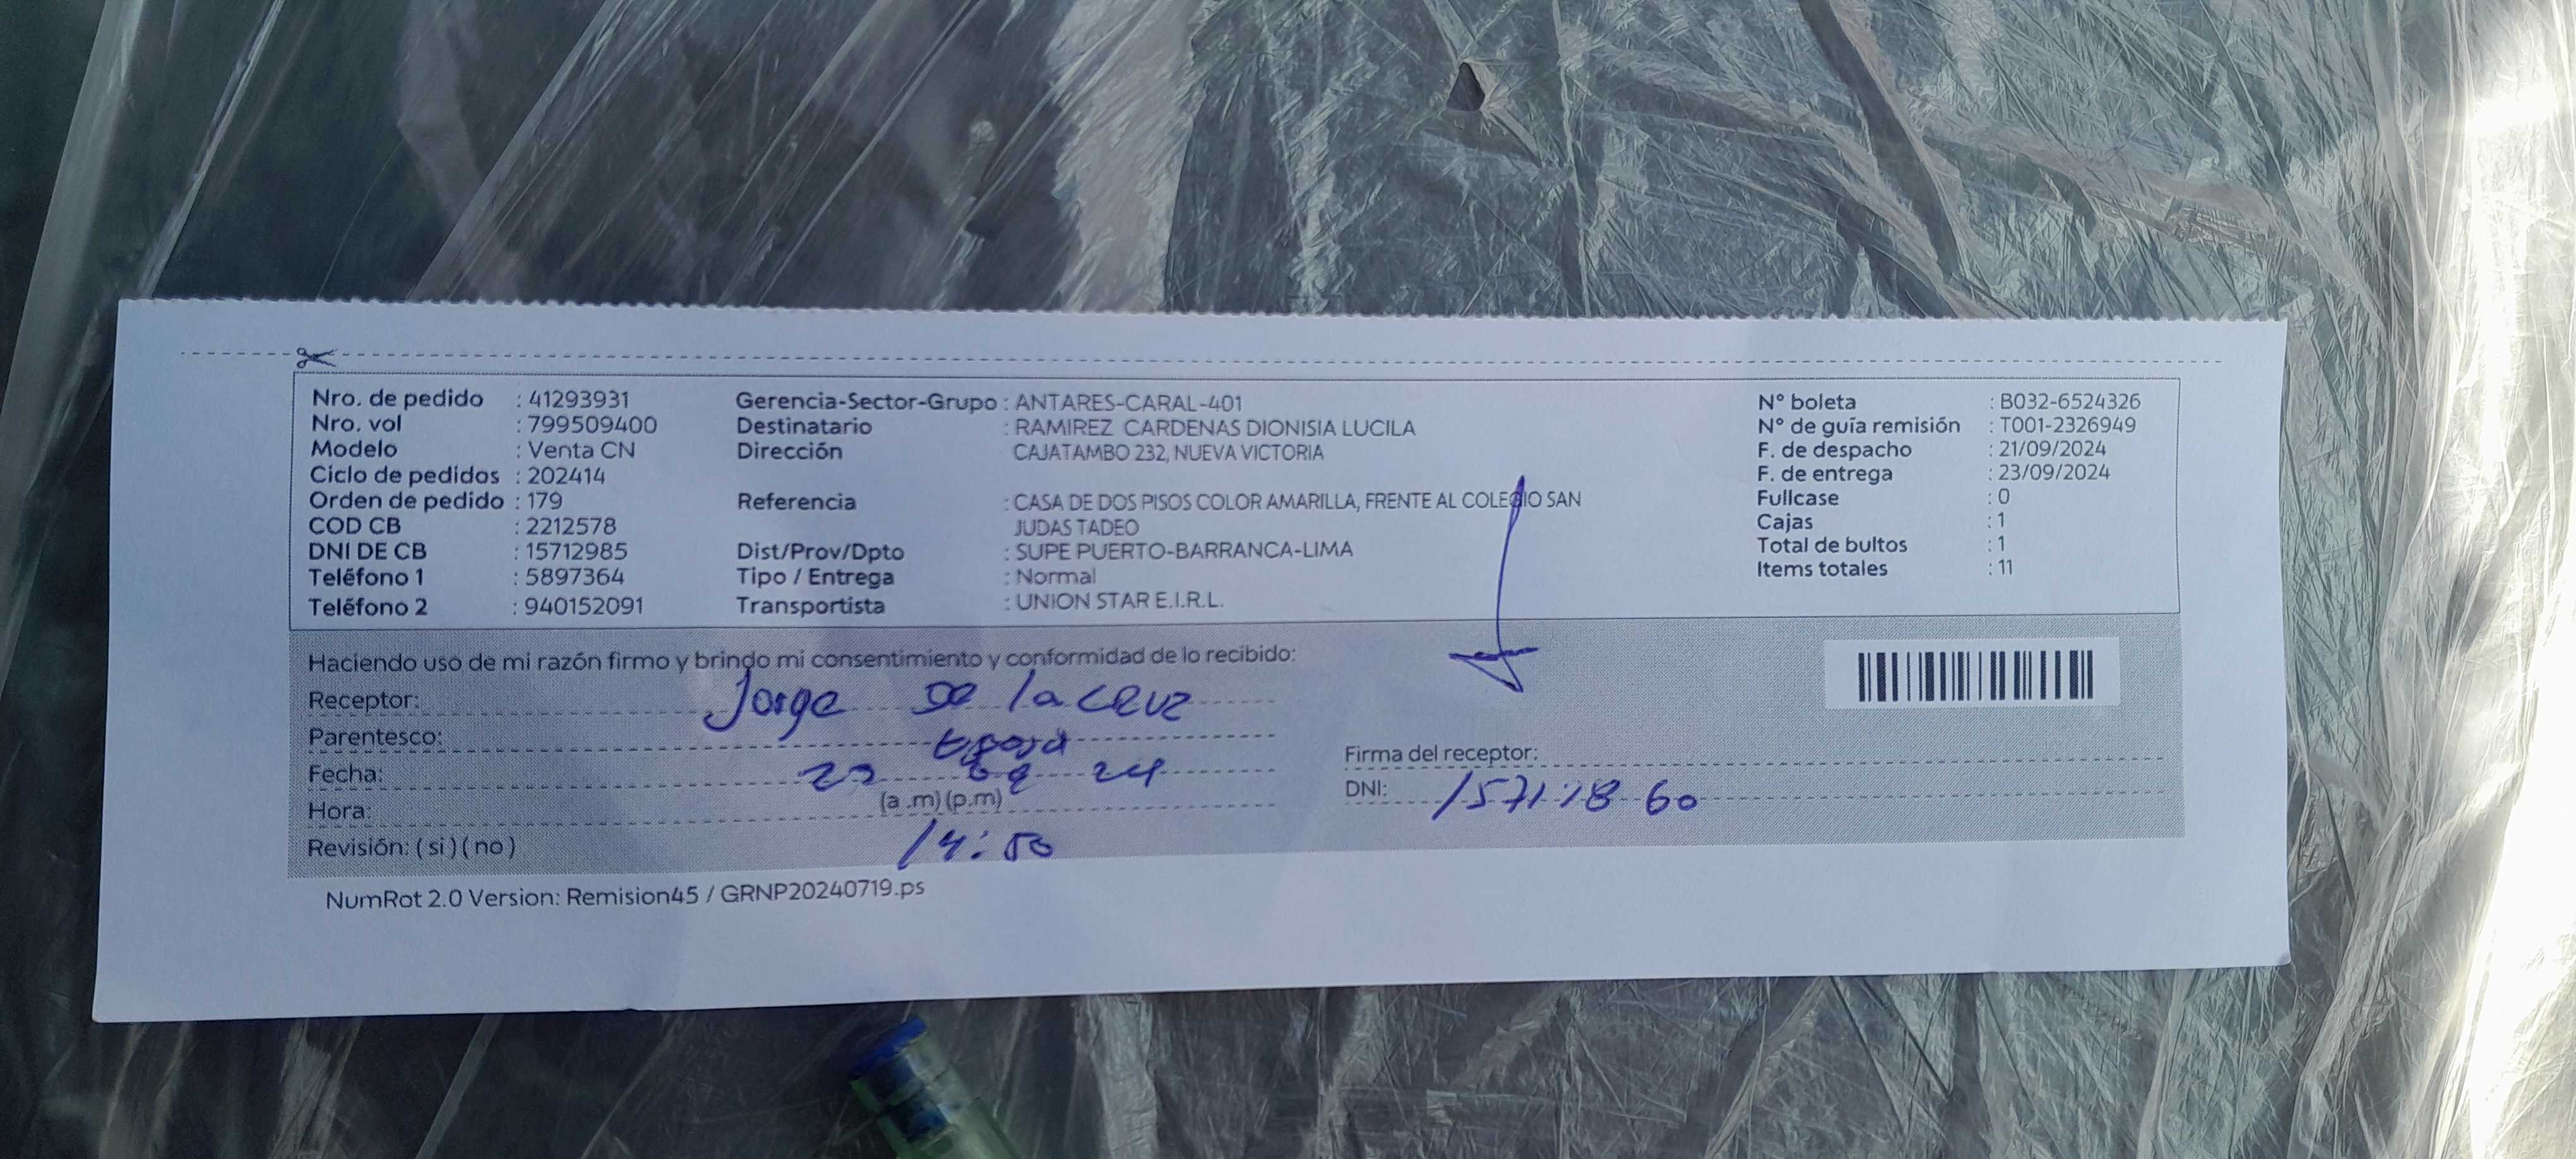 Nro. de pedido : 41293931
Nro. vol : 799509400
Modelo : Venta CN
Ciclo de pedidos : 202414
Orden de pedido : 179
COD CB : 2212578
DNI DE CB : 15712985
Teléfono 1 : 5897364
Teléfono 2 : 940152091
Gerencia-Sector-Grupo : ANTARES-CARAL-401
Destinatario : RAMIREZ CARDENAS DIONISIA LUCILA
Dirección CAJATAMBO 232, NUEVA VICTORIA
Referencia : CASA DE DOS PISOS COLOR AMARILLA, FRENTE AL COLEGIO SAN
JUDAS TADEO
Dist/Prov/Dpto : SUPE PUERTO-BARRANCA-LIMA
Tipo / Entrega : Normal
Transportista : UNION STAR E.I.R.L.
N° boleta : B032-6524326
N° de guía remisión : T001-2326949
F. de despacho : 21/09/2024
F. de entrega : 23/09/2024
Fullcase : 0
Cajas : 1
Total de bultos : 1
Items totales : 11
Haciendo uso de mi razón firmo y brindo mi consentimiento y conformidad de lo recibido:
Receptor: Jorge De la Cruz
Parentesco:
Fecha: 09 24
Hora: (a .m) (p.m)
14:50
Revisión: ( si ) ( no )
Firma del receptor:
DNI:
NumRot 2.0 Version: Remision45 / GRNP20240719.ps